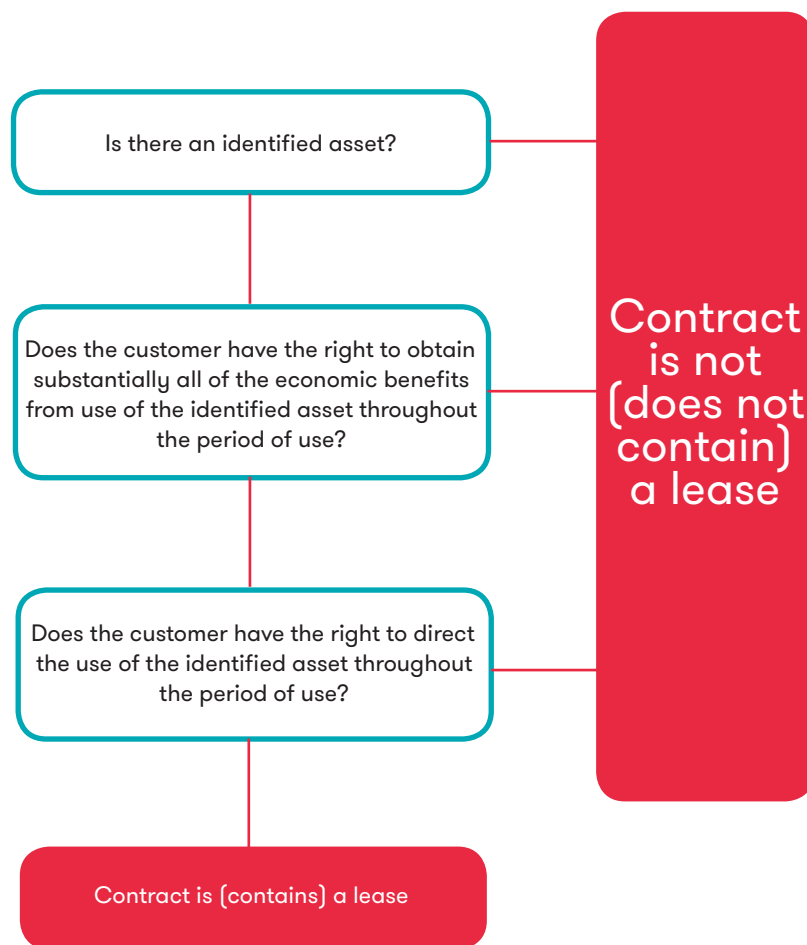 Is there an identified asset?
Does the customer have the right to obtain
substantially all of the economic benefits
from use of the identified asset throughout
the period of use?
Contract
is not
(does not
contain)
a lease
Does the customer have the right to direct
the use of the identified asset throughout
the period of use?
Contract is (contains) a lease